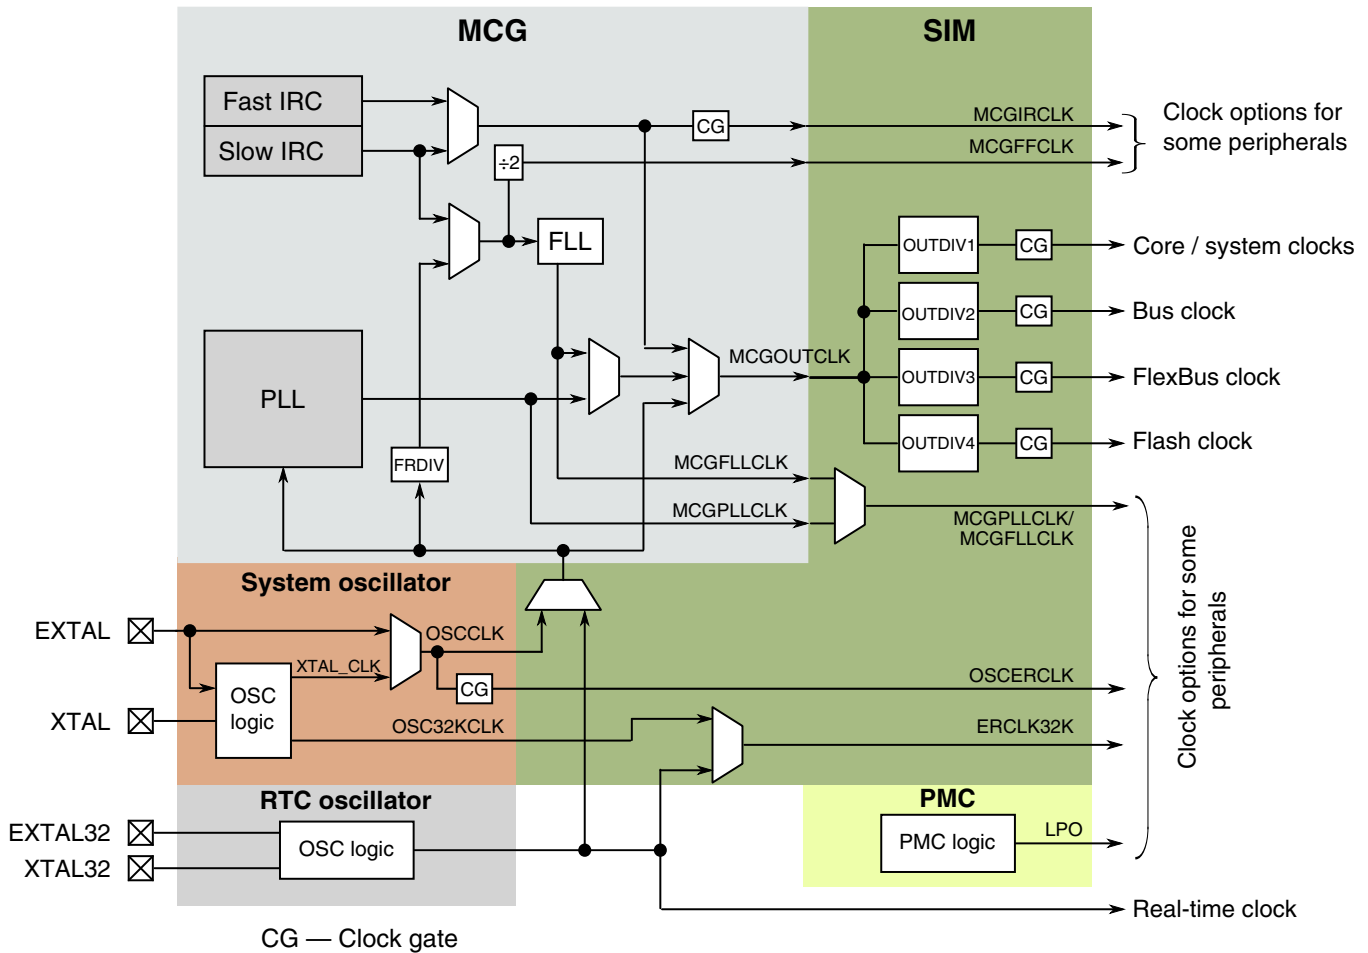 MCG
SIM
Fast IRC
Slow IRC
CG
MCGIRCLK
Clock options for
some peripherals
÷2
MCGFFCLK
FLL
OUTDIV1
CG
Core / system clocks
OUTDIV2
CG
Bus clock
PLL
MCGOUTCLK
OUTDIV3
CG
FlexBus clock
OUTDIV4
CG
Flash clock
FRDIV
MCGFLLCLK
MCGPLLCLK
MCGPLLCLK/
MCGFLLCLK
Clock options for some
peripherals
System oscillator
EXTAL
OSCCLK
XTAL_CLK
OSC
logic
CG
OSCERCLK
XTAL
OSC32KCLK
ERCLK32K
RTC oscillator
PMC
EXTAL32
XTAL32
OSC logic
PMC logic
LPO
Real-time clock
CG — Clock gate